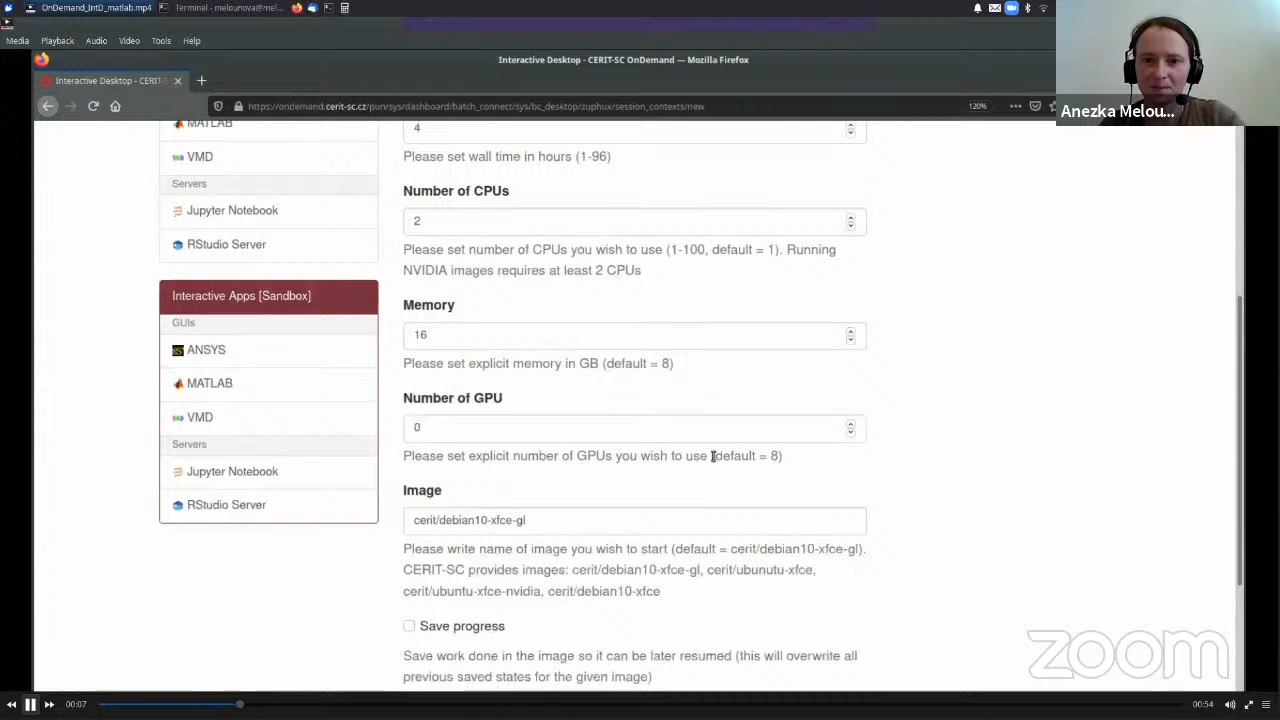 OnDemand_IntD_matlab.mp4
Terminal - melounova@mel...
Media Playback Audio Video Tools Help
Interactive Desktop - CERIT-SC OnDemand — Mozilla Firefox
Interactive Desktop - CERIT-S
https://ondemand.cerit-sc.cz/pun/sys/dashboard/batch_connect/sys/bc_desktop/zuphux/session_contexts/new
120%
Anezka Melou...
MATLAB
VMD
Servers
Jupyter Notebook
RStudio Server
Interactive Apps [Sandbox]
GUIs
ANSYS
MATLAB
VMD
Servers
Jupyter Notebook
RStudio Server
4
Please set wall time in hours (1-96)
Number of CPUs
2
Please set number of CPUs you wish to use (1-100, default = 1). Running
NVIDIA images requires at least 2 CPUs
Memory
16
Please set explicit memory in GB (default = 8)
Number of GPU
0
Please set explicit number of GPUs you wish to use (default = 8)
Image
cerit/debian10-xfce-gl
Please write name of image you wish to start (default = cerit/debian10-xfce-gl).
CERIT-SC provides images: cerit/debian10-xfce-gl, cerit/ubunutu-xfce,
cerit/ubuntu-xfce-nvidia, cerit/debian10-xfce
Save progress
Save work done in the image so it can be later resumed (this will overwrite all
previous saved states for the given image)
zoom
00:07
00:54